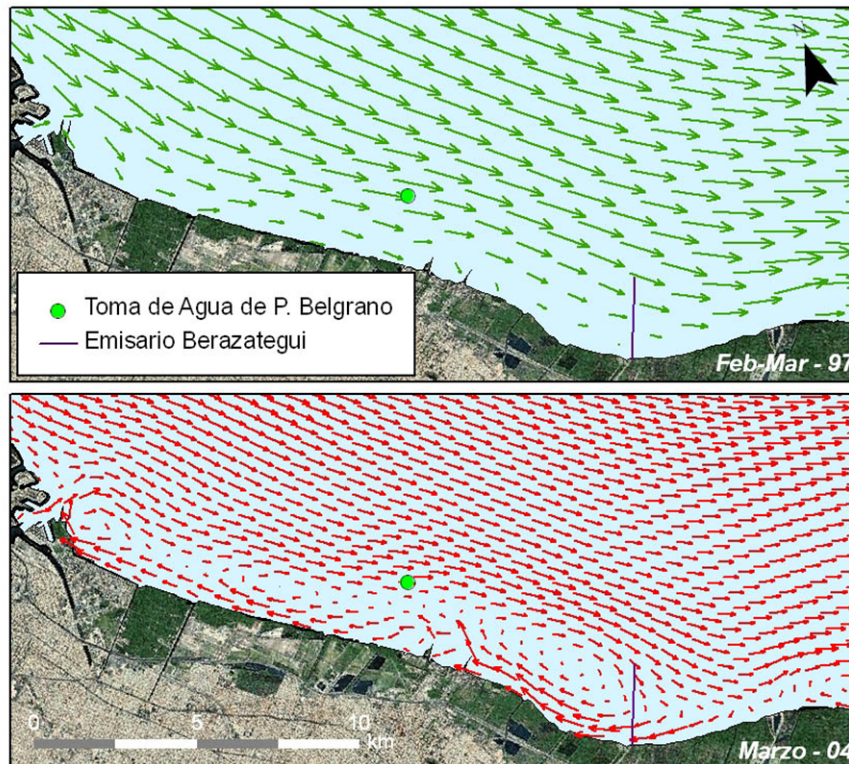 N
Toma de Agua de P. Belgrano
Emisario Berazategui
Feb-Mar - 97
0 5 10
km
Marzo - 04